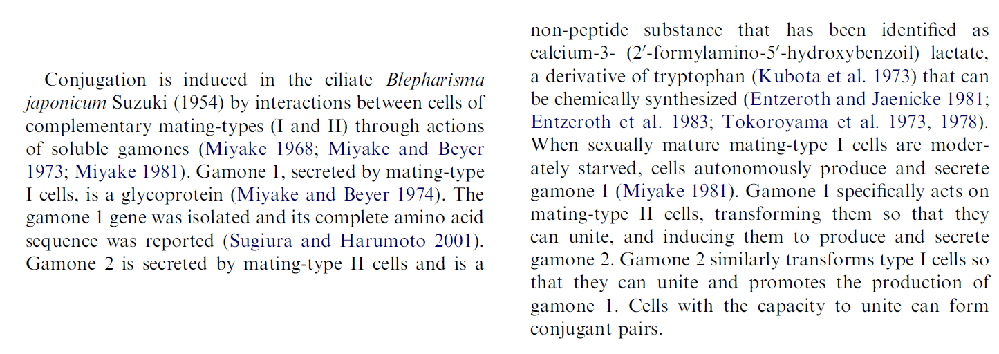 Conjugation is induced in the ciliate Blepharisma
japonicum Suzuki (1954) by interactions between cells of
complementary mating-types (I and II) through actions
of soluble gamones (Miyake 1968; Miyake and Beyer
1973; Miyake 1981). Gamone 1, secreted by mating-type
I cells, is a glycoprotein (Miyake and Beyer 1974). The
gamone 1 gene was isolated and its complete amino acid
sequence was reported (Sugiura and Harumoto 2001).
Gamone 2 is secreted by mating-type II cells and is a
non-peptide substance that has been identified as
calcium-3- (2′-formylamino-5′-hydroxybenzoil) lactate,
a derivative of tryptophan (Kubota et al. 1973) that can
be chemically synthesized (Entzeroth and Jaenicke 1981;
Entzeroth et al. 1983; Tokoroyama et al. 1973, 1978).
When sexually mature mating-type I cells are moder-
ately starved, cells autonomously produce and secrete
gamone 1 (Miyake 1981). Gamone 1 specifically acts on
mating-type II cells, transforming them so that they
can unite, and inducing them to produce and secrete
gamone 2. Gamone 2 similarly transforms type I cells so
that they can unite and promotes the production of
gamone 1. Cells with the capacity to unite can form
conjugant pairs.